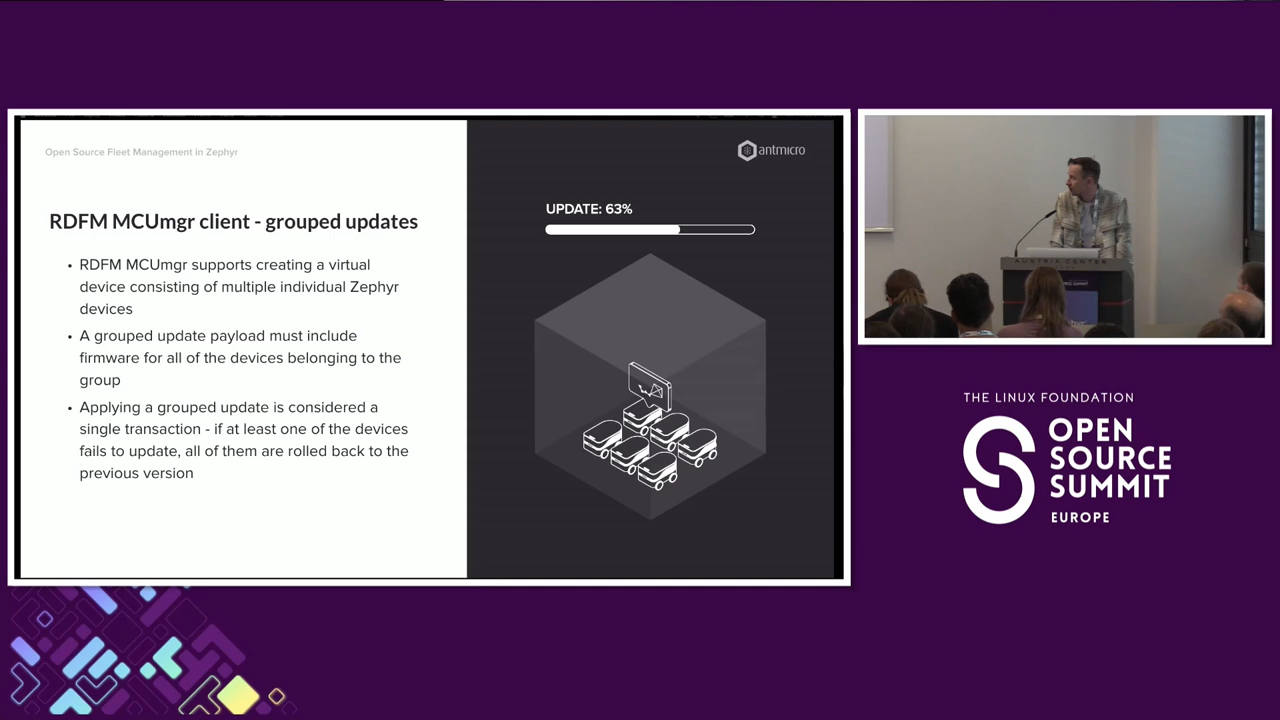 Open Source Fleet Management in Zephyr
antmicro
RDFM MCUmgr client - grouped updates
• RDFM MCUmgr supports creating a virtual
device consisting of multiple individual Zephyr
devices
• A grouped update payload must include
firmware for all of the devices belonging to the
group
• Applying a grouped update is considered a
single transaction - if at least one of the devices
fails to update, all of them are rolled back to the
previous version
UPDATE: 63%
AUSTRIA CENTER
THE LINUX FOUNDATION
OPEN
SOURCE
SUMMIT
EUROPE